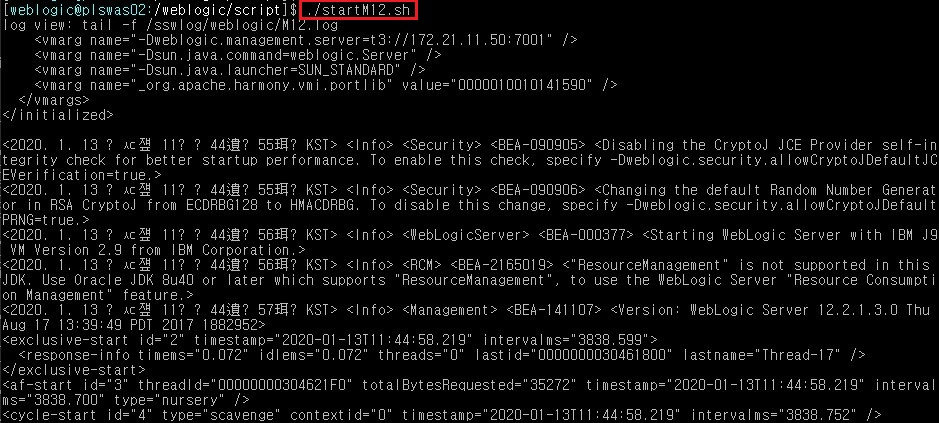 [weblogic@plswas02:/weblogic/script]$ ./startM12.sh
log view: tail -f /sswlog/weblogic/M12.log
    <vmarg name="-Dweblogic.management.server=t3://172.21.11.50:7001" />
    <vmarg name="-Dsun.java.command=weblogic.Server" />
    <vmarg name="-Dsun.java.launcher=SUN_STANDARD" />
    <vmarg name="_org.apache.harmony.vmi.portlib" value="0000010010141590" />
  </vmargs>
</initialized>

<2020. 1. 13 ? ㅺ젪 11? ? 44遺? 55珥? KST> <Info> <Security> <BEA-090905> <Disabling the CryptoJ JCE Provider self-in
tegrity check for better startup performance. To enable this check, specify -Dweblogic.security.allowCryptoJDefaultJC
EVerification=true.>
<2020. 1. 13 ? ㅺ젪 11? ? 44遺? 55珥? KST> <Info> <Security> <BEA-090906> <Changing the default Random Number Generat
or in RSA CryptoJ from ECDRBG128 to HMACDRBG. To disable this change, specify -Dweblogic.security.allowCryptoJDefault
PRNG=true.>
<2020. 1. 13 ? ㅺ젪 11? ? 44遺? 56珥? KST> <Info> <WebLogicServer> <BEA-000377> <Starting WebLogic Server with IBM J9
 VM Version 2.9 from IBM Corporation.>
<2020. 1. 13 ? ㅺ젪 11? ? 44遺? 56珥? KST> <Info> <RCM> <BEA-2165019> <"ResourceManagement" is not supported in this
JDK. Use Oracle JDK 8u40 or later which supports "ResourceManagement", to use the WebLogic Server "Resource Consumpti
on Management" feature.>
<2020. 1. 13 ? ㅺ젪 11? ? 44遺? 57珥? KST> <Info> <Management> <BEA-141107> <Version: WebLogic Server 12.2.1.3.0 Thu
Aug 17 13:39:49 PDT 2017 1882952>
<exclusive-start id="2" timestamp="2020-01-13T11:44:58.219" intervalms="3838.599">
  <response-info timems="0.072" idlems="0.072" threads="0" lastid="0000000030461800" lastname="Thread-17" />
</exclusive-start>
<af-start id="3" threadId="00000000304621F0" totalBytesRequested="35272" timestamp="2020-01-13T11:44:58.219" interval
ms="3838.700" type="nursery" />
<cycle-start id="4" type="scavenge" contextid="0" timestamp="2020-01-13T11:44:58.219" intervalms="3838.752" />